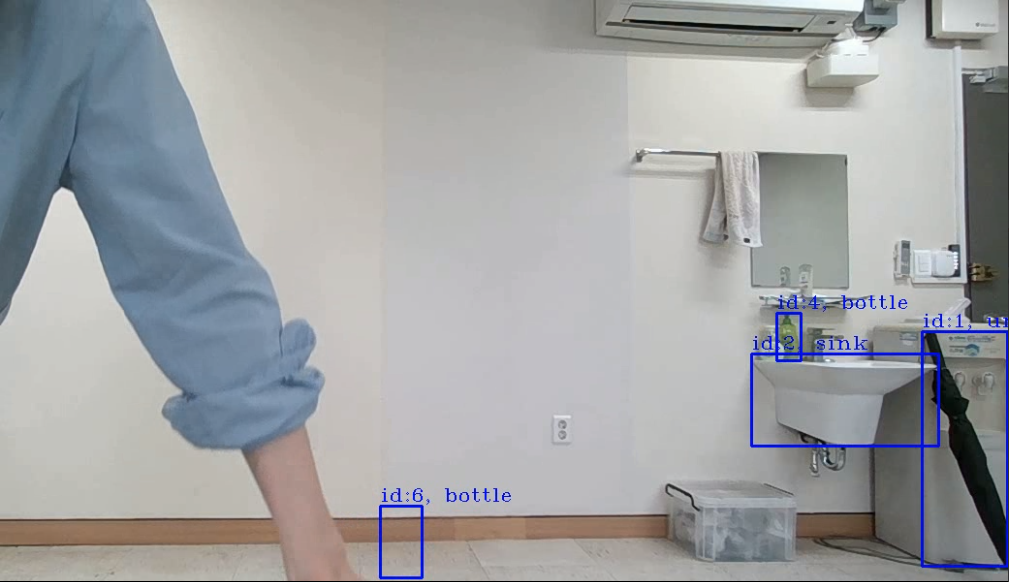 id:4, bottle
id:1, u
id:2, sink
id:6, bottle